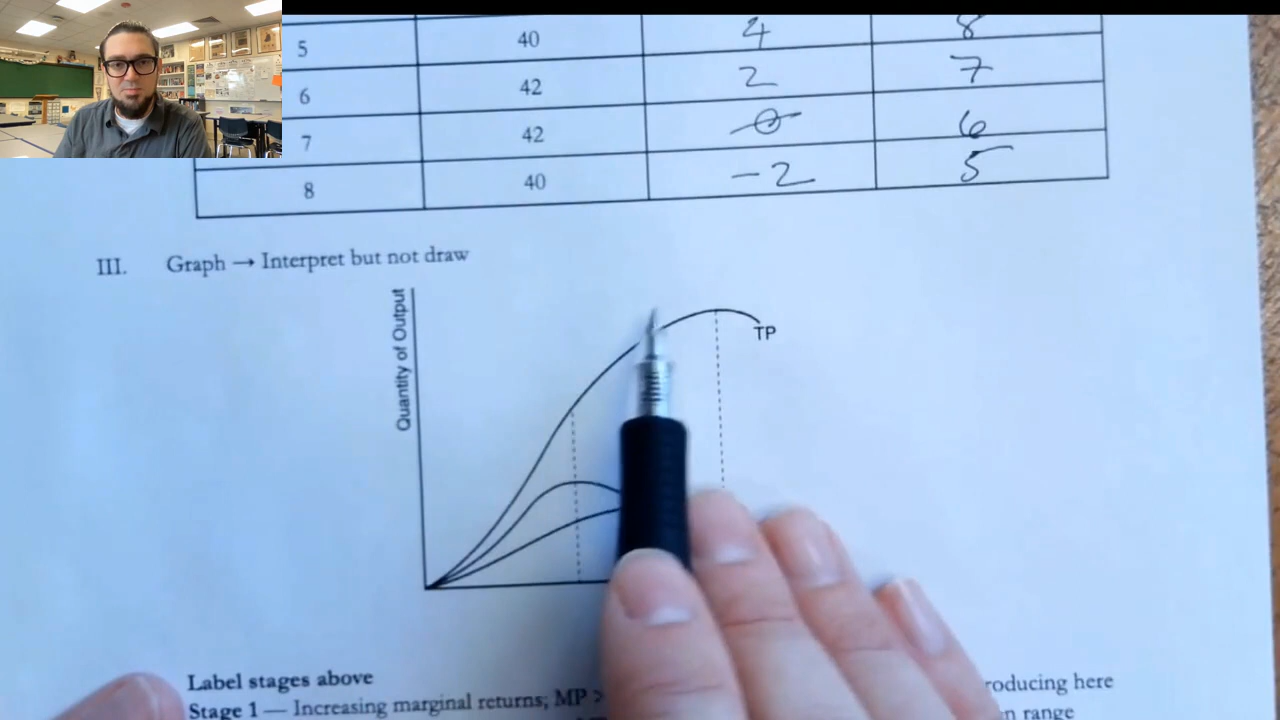 5 40 4 8
6 42 2 7
7 42 0 6
8 40 -2 5
III. Graph → Interpret but not draw
Quantity of Output
TP
Label stages above
Stage 1 — Increasing marginal returns; MP > roducing here
n range